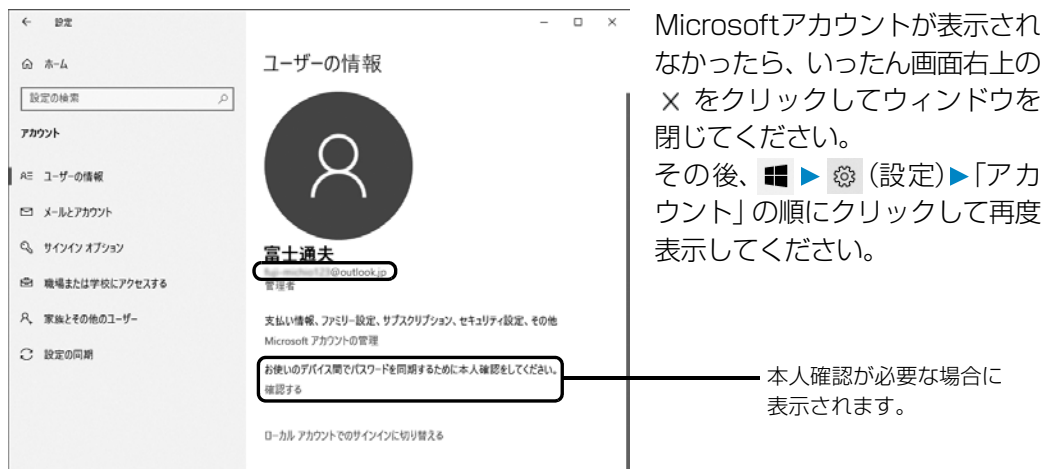 設定
ホーム
設定の検索
アカウント
ユーザーの情報
メールとアカウント
サインイン オプション
職場または学校にアクセスする
家族とその他のユーザー
設定の同期
ユーザーの情報
富士通夫
@outlook.jp
管理者
支払い情報、ファミリー設定、サブスクリプション、セキュリティ設定、その他
Microsoft アカウントの管理
お使いのデバイス間でパスワードを同期するために本人確認をしてください。
確認する
ローカル アカウントでのサインインに切り替える
Microsoftアカウントが表示され
なかったら、いったん画面右上の
× をクリックしてウィンドウを
閉じてください。
その後、 ▶ (設定)▶「アカ
ウント」の順にクリックして再度
表示してください。
本人確認が必要な場合に
表示されます。